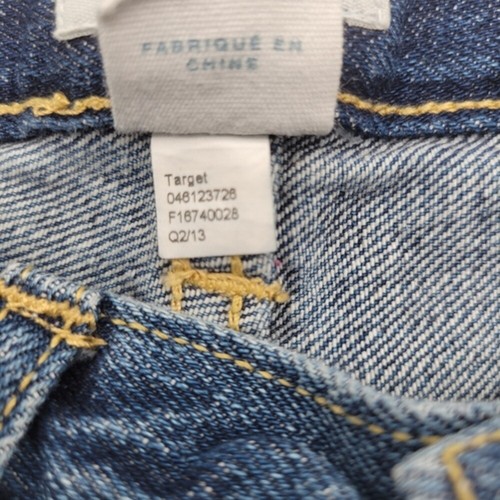 FABRIQUÉ EN
CHINE
Target
046123726
F16740028
Q2/13